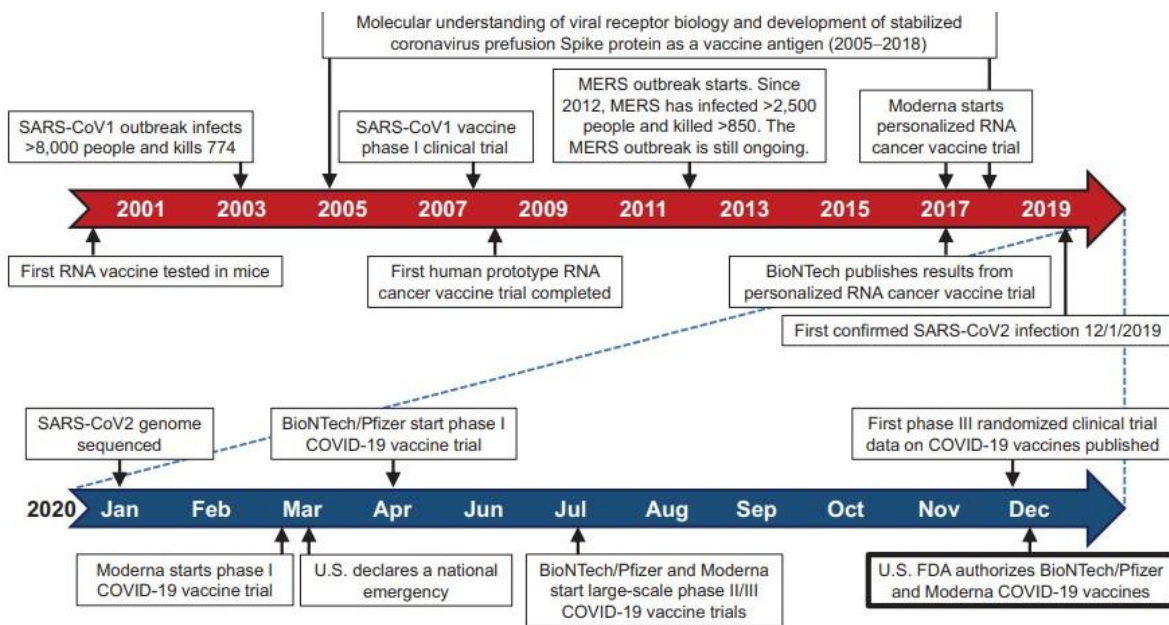 Molecular understanding of viral receptor biology and development of stabilized
coronavirus prefusion Spike protein as a vaccine antigen (2005–2018)
SARS-CoV1 outbreak infects
>8,000 people and kills 774
SARS-CoV1 vaccine
phase I clinical trial
MERS outbreak starts. Since
2012, MERS has infected >2,500
people and killed >850. The
MERS outbreak is still ongoing.
Moderna starts
personalized RNA
cancer vaccine trial
2001 2003 2005 2007 2009 2011 2013 2015 2017 2019
First RNA vaccine tested in mice
First human prototype RNA
cancer vaccine trial completed
BioNTech publishes results from
personalized RNA cancer vaccine trial
First confirmed SARS-CoV2 infection 12/1/2019
SARS-CoV2 genome
sequenced
BioNTech/Pfizer start phase I
COVID-19 vaccine trial
First phase III randomized clinical trial
data on COVID-19 vaccines published
2020 Jan Feb Mar Apr Jun Jul Aug Sep Oct Nov Dec
Moderna starts phase I
COVID-19 vaccine trial
U.S. declares a national
emergency
BioNTech/Pfizer and Moderna
start large-scale phase II/III
COVID-19 vaccine trials
U.S. FDA authorizes BioNTech/Pfizer
and Moderna COVID-19 vaccines